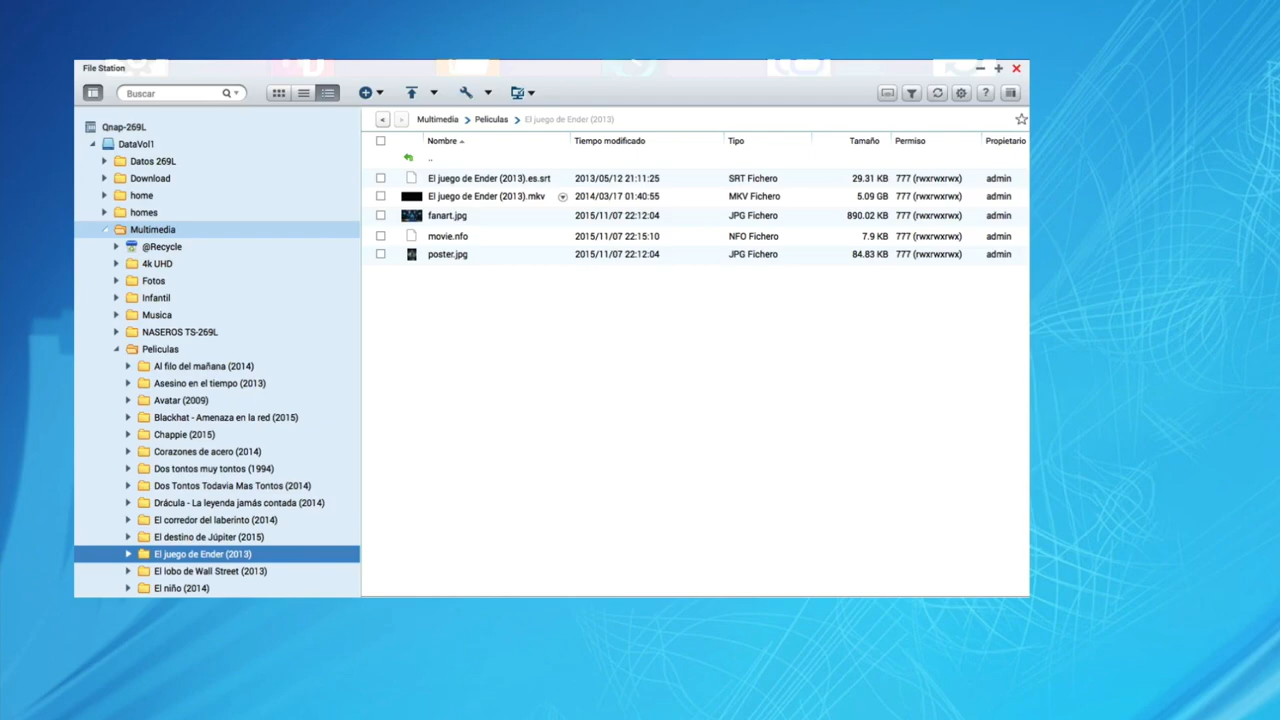 File Station
Buscar
Qnap-269L
DataVol1
Datos 269L
Download
home
homes
Multimedia
@Recycle
4k UHD
Fotos
Infantil
Musica
NASEROS TS-269L
Peliculas
Al filo del mañana (2014)
Asesino en el tiempo (2013)
Avatar (2009)
Blackhat - Amenaza en la red (2015)
Chappie (2015)
Corazones de acero (2014)
Dos tontos muy tontos (1994)
Dos Tontos Todavia Mas Tontos (2014)
Drácula - La leyenda jamás contada (2014)
El corredor del laberinto (2014)
El destino de Júpiter (2015)
El juego de Ender (2013)
El lobo de Wall Street (2013)
El niño (2014)
Multimedia > Peliculas > El juego de Ender (2013)
Nombre Tiempo modificado Tipo Tamaño Permiso Propietario
..
El juego de Ender (2013).es.srt 2013/05/12 21:11:25 SRT Fichero 29.31 KB 777 (rwxrwxrwx) admin
El juego de Ender (2013).mkv 2014/03/17 01:40:55 MKV Fichero 5.09 GB 777 (rwxrwxrwx) admin
fanart.jpg 2015/11/07 22:12:04 JPG Fichero 890.02 KB 777 (rwxrwxrwx) admin
movie.nfo 2015/11/07 22:15:10 NFO Fichero 7.9 KB 777 (rwxrwxrwx) admin
poster.jpg 2015/11/07 22:12:04 JPG Fichero 84.83 KB 777 (rwxrwxrwx) admin